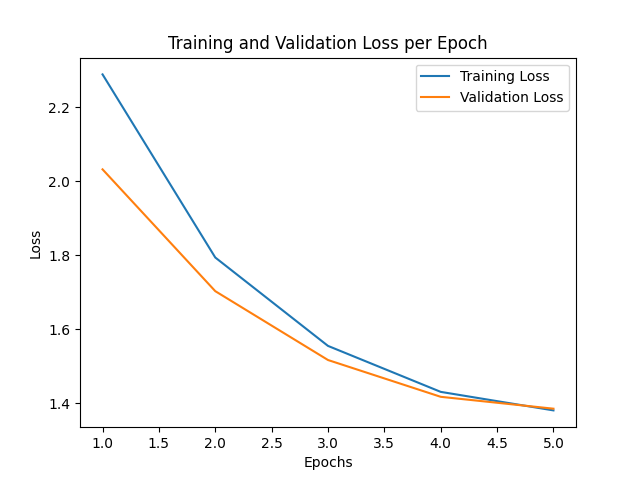 Training and Validation Loss per Epoch
Training Loss
Validation Loss
2.2
2.0
1.8
1.6
1.4
Loss
1.0
1.5
2.0
2.5
3.0
3.5
4.0
4.5
5.0
Epochs